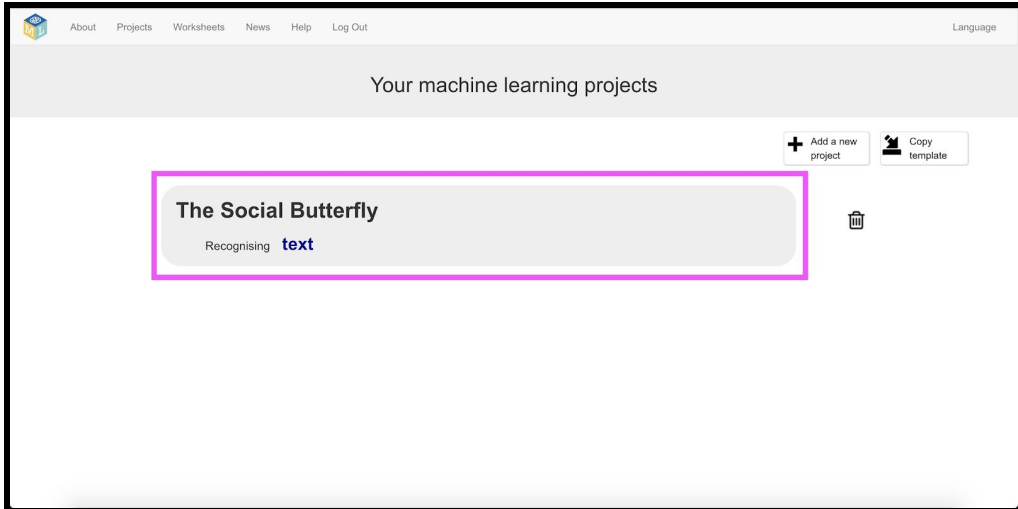 About Projects Worksheets News Help Log Out Language
Your machine learning projects
Add a new
project
Copy
template
The Social Butterfly
Recognising text